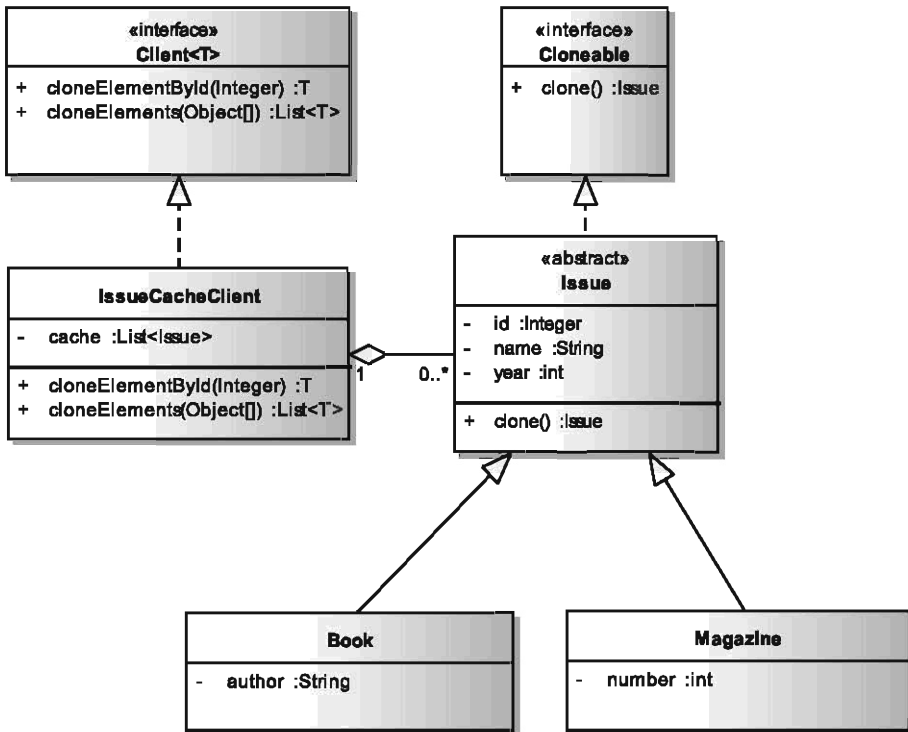 «interface»
Client<T>
+ cloneElementById(Integer) :T
+ cloneElements(Object[]) :List<T>
«interface»
Cloneable
+ clone() :Issue
IssueCacheClient
- cache :List<Issue>
+ cloneElementById(Integer) :T
+ cloneElements(Object[]) :List<T>
1
0..*
«abstract»
Issue
- id :Integer
- name :String
- year :int
+ clone() :Issue
Book
- author :String
Magazine
- number :int